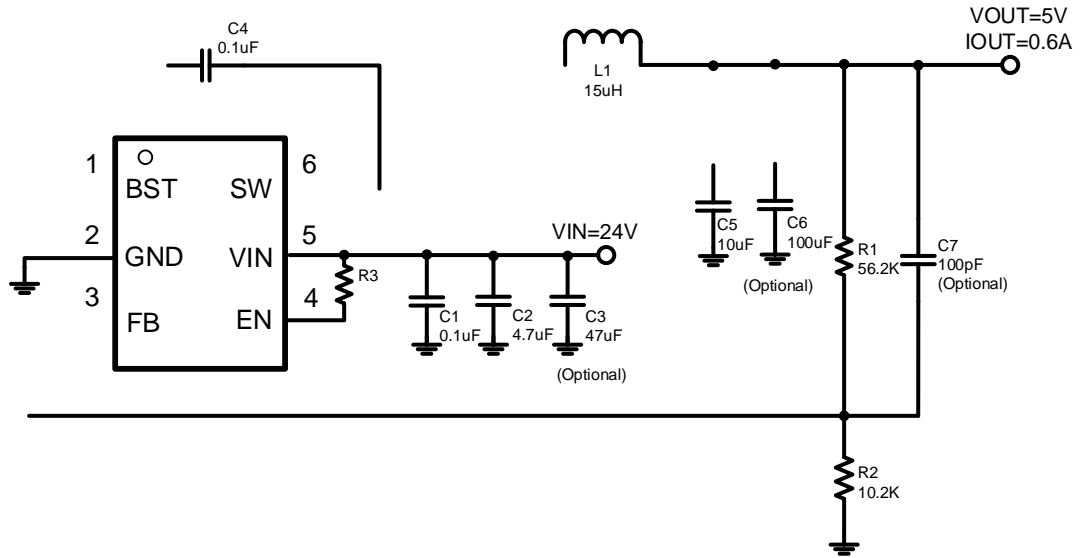 VOUT=5V
IOUT=0.6A
C4
0.1uF
L1
15uH
1
6
BST
SW
2
5
GND
VIN
VIN=24V
3
4
FB
EN
R3
C1
0.1uF
C2
4.7uF
C3
47uF
(Optional)
C5
10uF
C6
100uF
(Optional)
R1
56.2K
C7
100pF
(Optional)
R2
10.2K